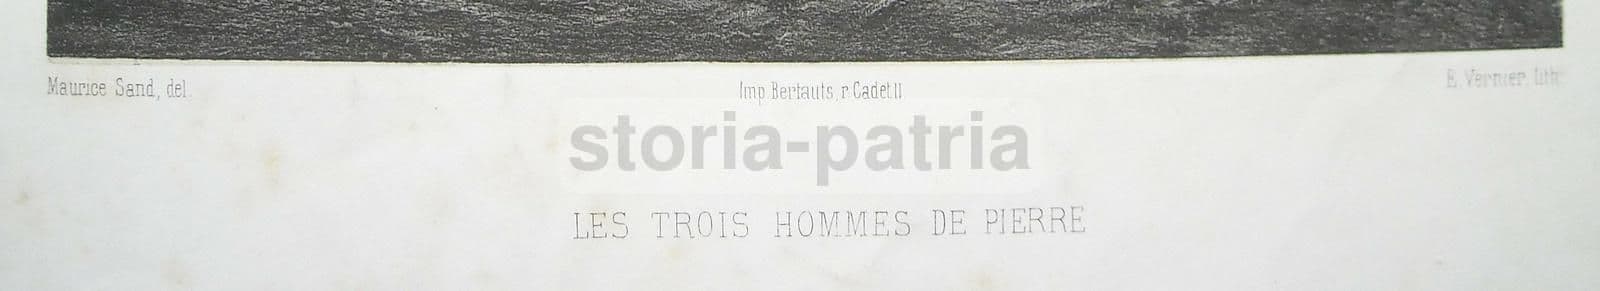 Maurice Sand, del.
Imp. Bertauts, r. Cadet 11
E. Vernier, lith.
storia-patria
LES TROIS HOMMES DE PIERRE